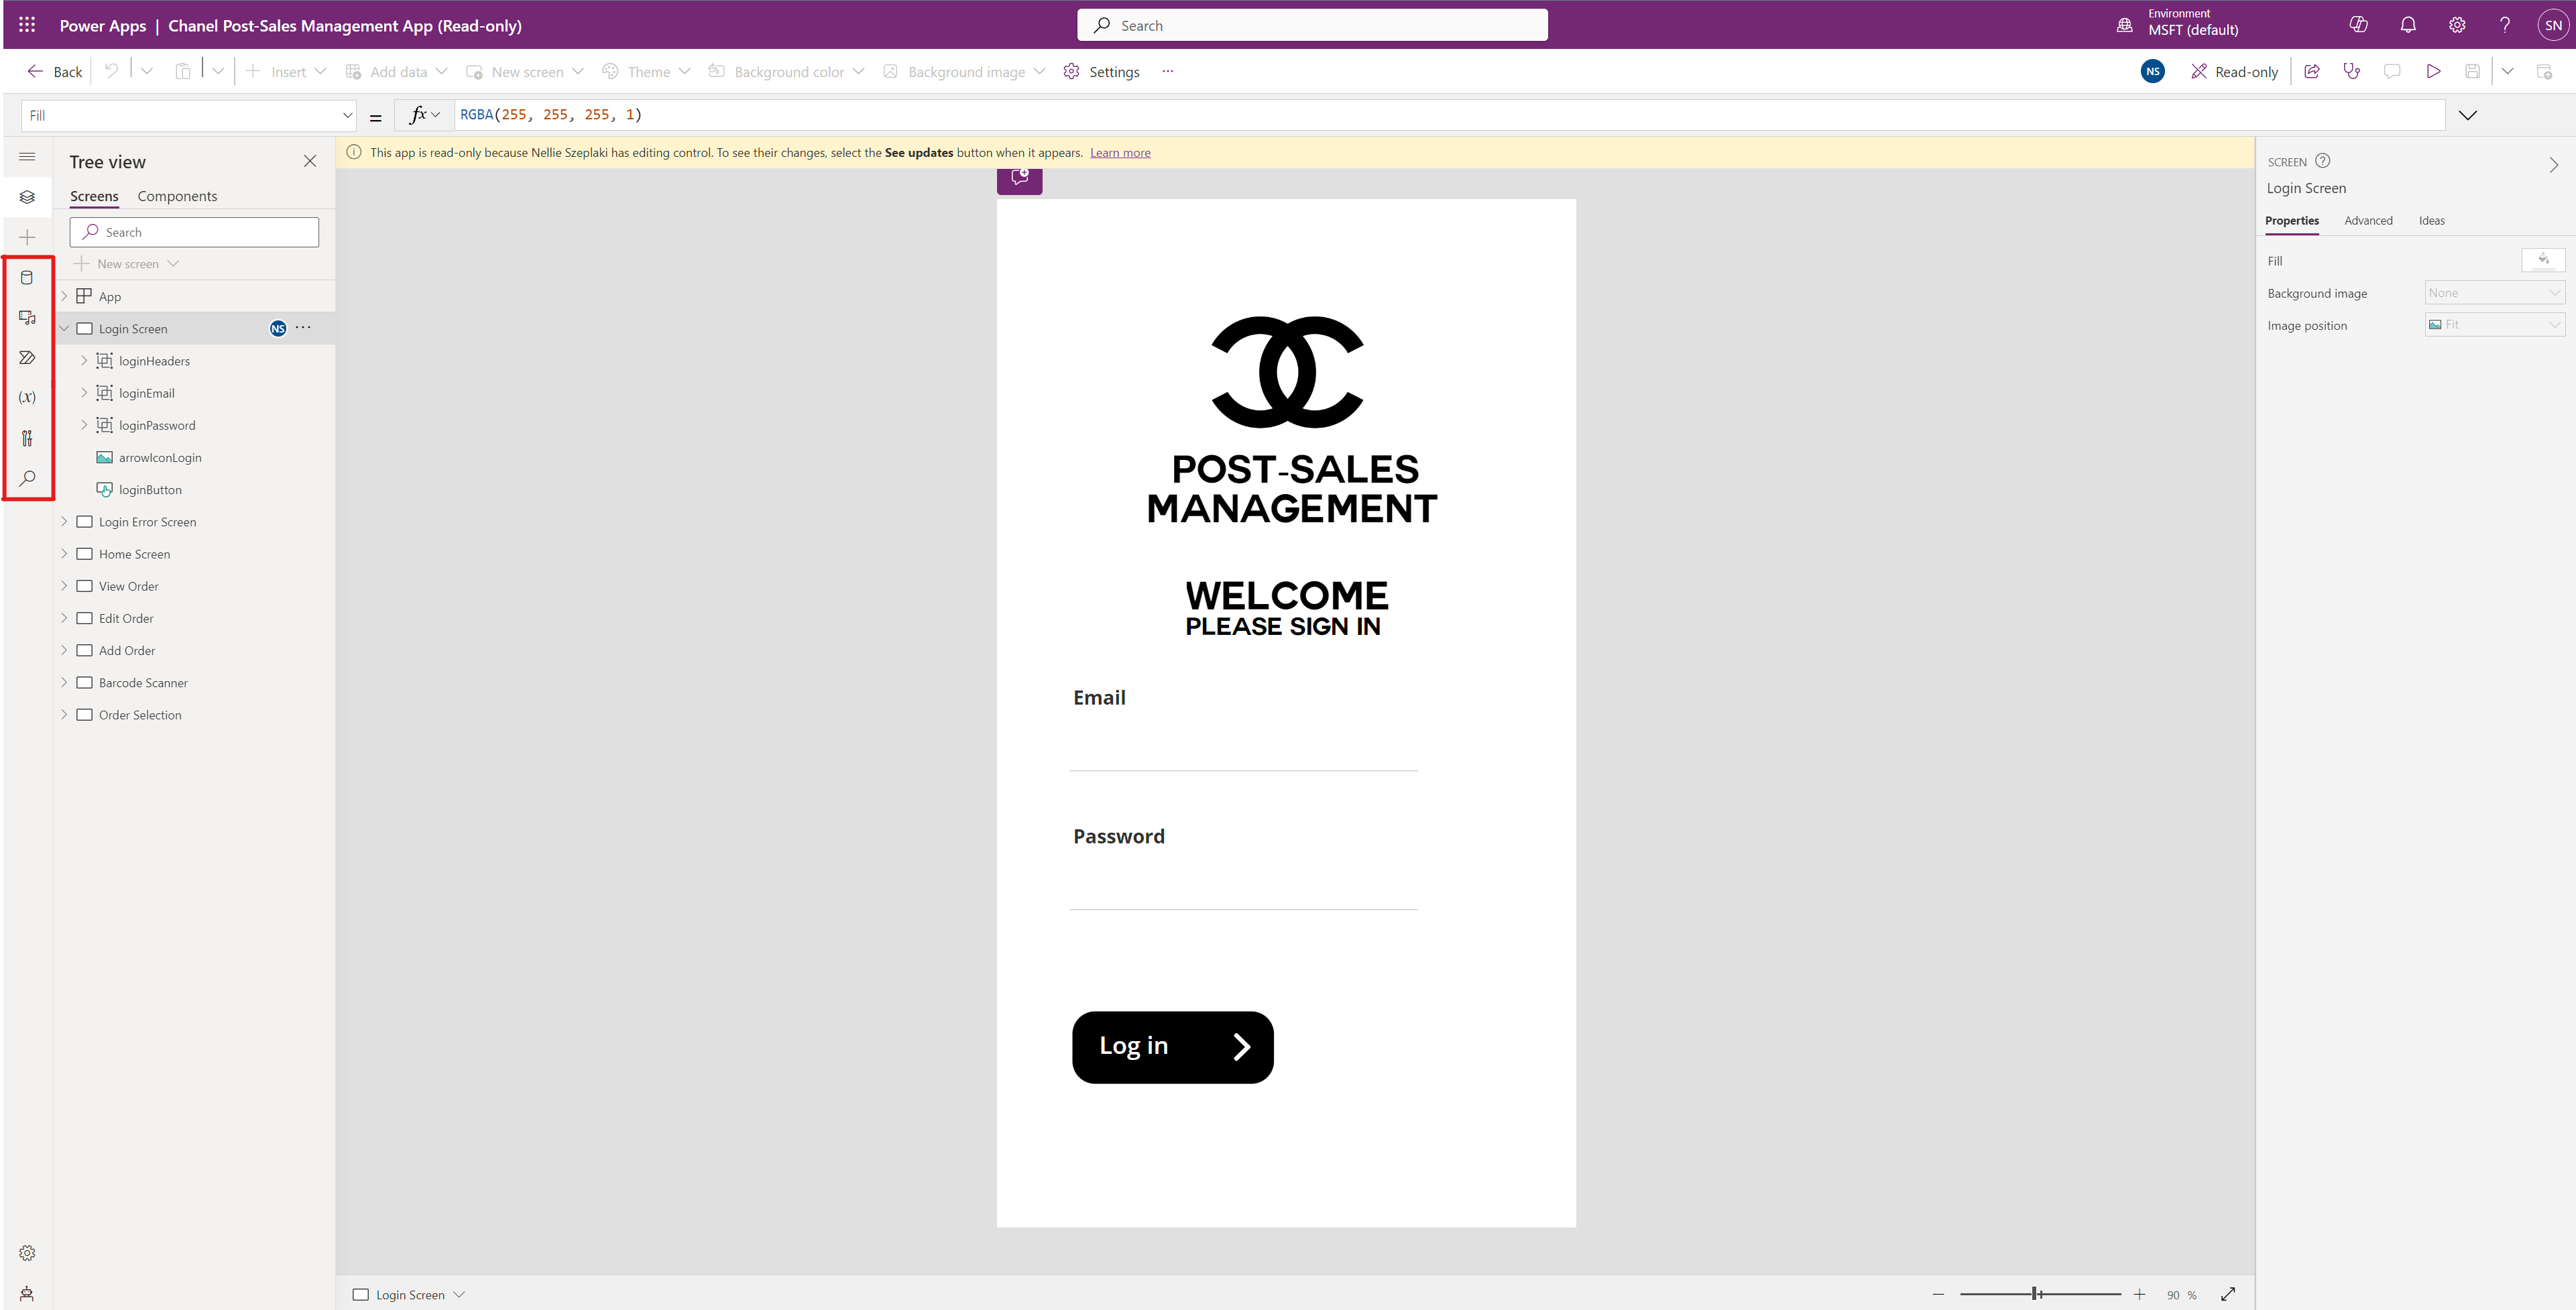 Power Apps | Chanel Post-Sales Management App (Read-only)
Search
Environment
MSFT (default)
SN
Back
Insert
Add data
New screen
Theme
Background color
Background image
Settings
NS
Read-only
Fill
=
fx
RGBA(255, 255, 255, 1)
Tree view
Screens
Components
Search
New screen
App
Login Screen
NS
loginHeaders
loginEmail
(x)
loginPassword
arrowIconLogin
loginButton
Login Error Screen
Home Screen
View Order
Edit Order
Add Order
Barcode Scanner
Order Selection
This app is read-only because Nellie Szeplaki has editing control. To see their changes, select the See updates button when it appears. Learn more
POST-SALES
MANAGEMENT
WELCOME
PLEASE SIGN IN
Email
Password
Log in
SCREEN
Login Screen
Properties
Advanced
Ideas
Fill
Background image
None
Image position
Fit
Login Screen
90 %